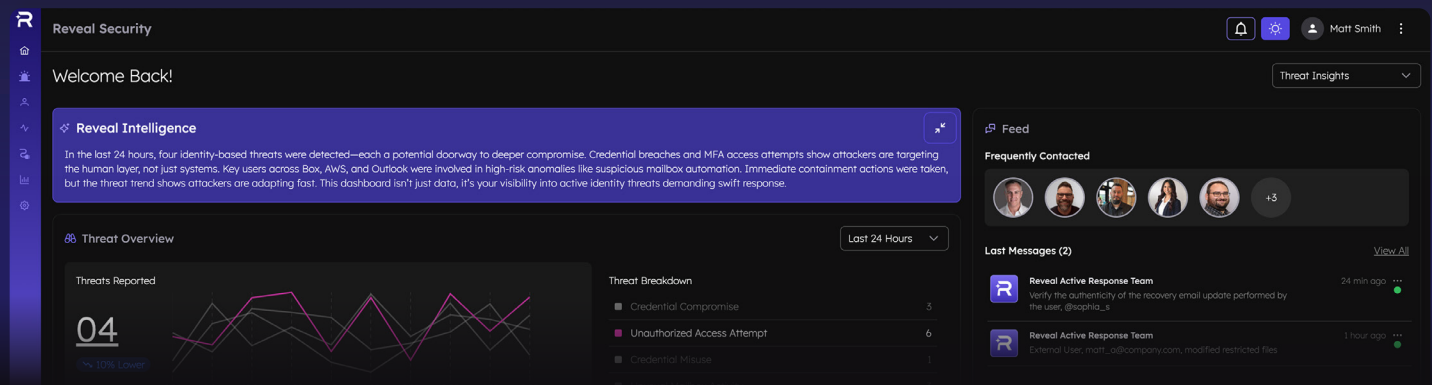 Reveal Security
Matt Smith
Welcome Back!
Threat Insights
Reveal Intelligence
In the last 24 hours, four identity-based threats were detected—each a potential doorway to deeper compromise. Credential breaches and MFA access attempts show attackers are targeting
the human layer, not just systems. Key users across Box, AWS, and Outlook were involved in high-risk anomalies like suspicious mailbox automation. Immediate containment actions were taken,
but the threat trend shows attackers are adapting fast. This dashboard isn't just data, it's your visibility into active identity threats demanding swift response.
Threat Overview
Last 24 Hours
Threats Reported
04
10% Lower
Threat Breakdown
Credential Compromise 3
Unauthorized Access Attempt 6
Credential Misuse 1
Feed
Frequently Contacted
+3
Last Messages (2)
View All
Reveal Active Response Team 24 min ago
Verify the authenticity of the recovery email update performed by
the user, @sophia_s
Reveal Active Response Team 1 hour ago
External User, matt_a@company.com, modified restricted files